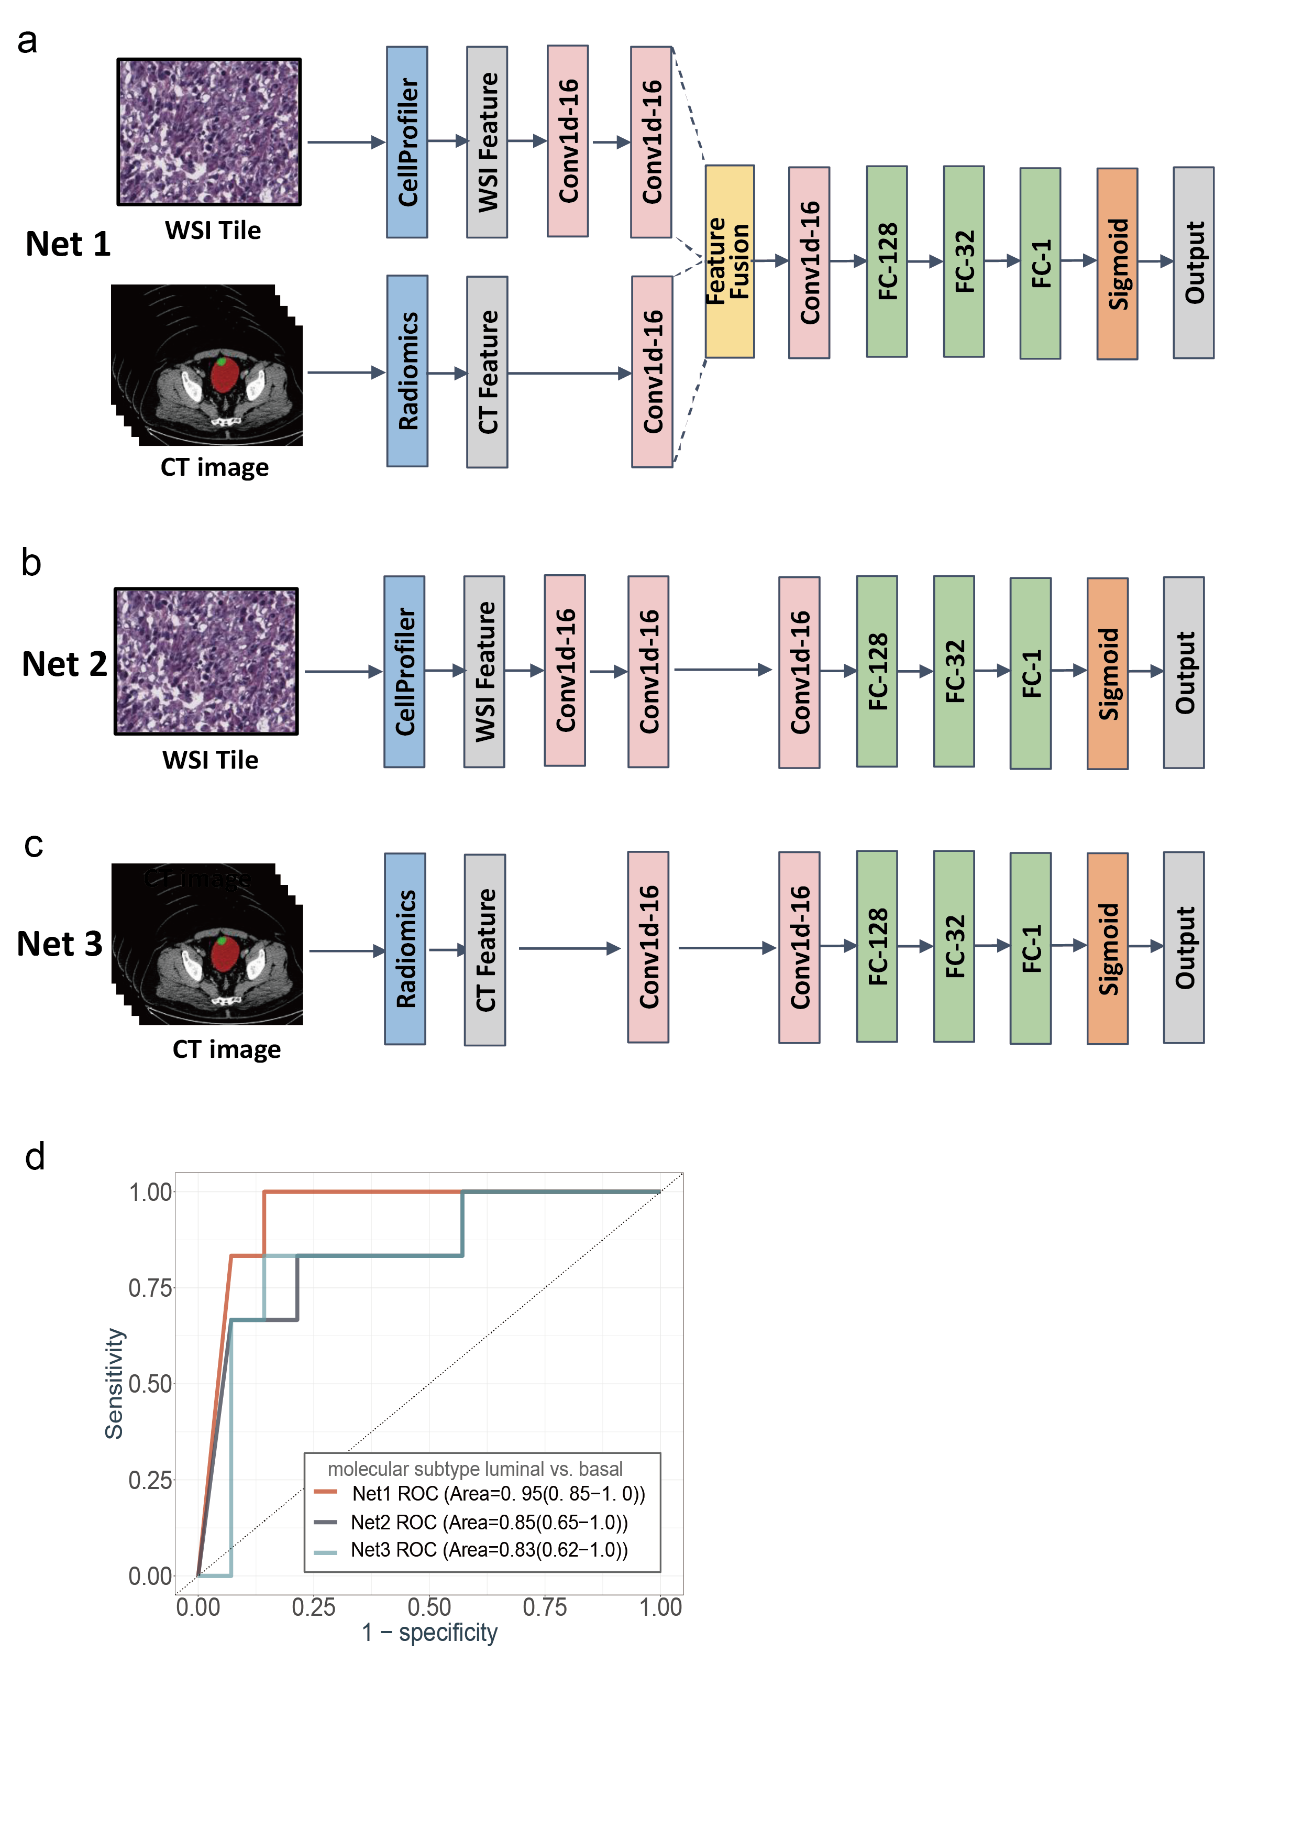 a
Net 1
WSI Tile
CellProfiler
WSI Feature
Conv1d-16
Conv1d-16
CT image
Radiomics
CT Feature
Conv1d-16
Feature
Fusion
Conv1d-16
FC-128
FC-32
FC-1
Sigmoid
Output
b
Net 2
WSI Tile
CellProfiler
WSI Feature
Conv1d-16
Conv1d-16
Conv1d-16
FC-128
FC-32
FC-1
Sigmoid
Output
c
Net 3
CT image
CT image
Radiomics
CT Feature
Conv1d-16
Conv1d-16
FC-128
FC-32
FC-1
Sigmoid
Output
d
Sensitivity
1.00
0.75
0.50
0.25
0.00
molecular subtype luminal vs. basal
Net1 ROC (Area=0. 95(0. 85−1. 0))
Net2 ROC (Area=0.85(0.65−1.0))
Net3 ROC (Area=0.83(0.62−1.0))
0.00 0.25 0.50 0.75 1.00
1 − specificity